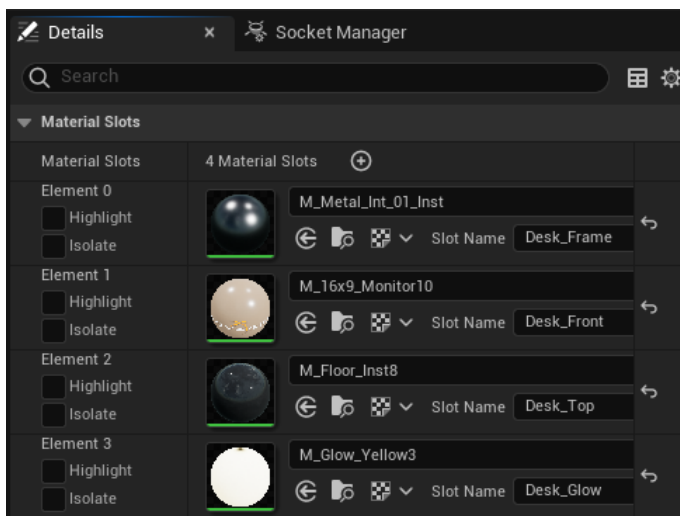 Details
Socket Manager
Search
Material Slots
Material Slots 4 Material Slots
Element 0
Highlight
Isolate
M_Metal_Int_01_Inst
Slot Name Desk_Frame
Element 1
Highlight
Isolate
M_16x9_Monitor10
Slot Name Desk_Front
Element 2
Highlight
Isolate
M_Floor_Inst8
Slot Name Desk_Top
Element 3
Highlight
Isolate
M_Glow_Yellow3
Slot Name Desk_Glow